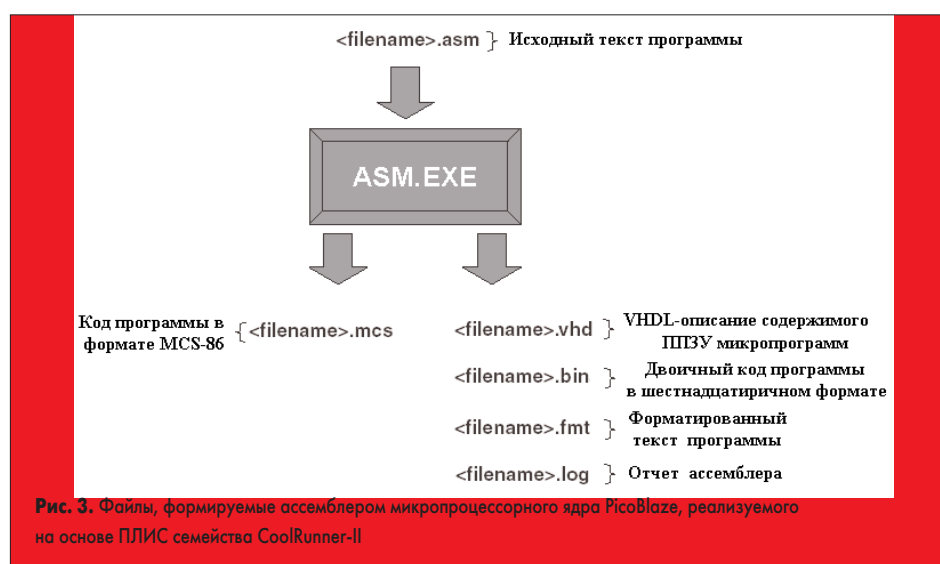 <filename>.asm } Исходный текст программы
ASM.EXE
Код программы в
формате MCS-86 {<filename>.mcs
<filename>.vhd } VHDL-описание содержимого
ППЗУ микропрограмм
<filename>.bin } Двоичный код программы
в шестнадцатиричном формате
<filename>.fmt } Форматированный
текст программы
<filename>.log } Отчет ассемблера
Рис. 3. Файлы, формируемые ассемблером микропроцессорного ядра PicoBlaze, реализуемого
на основе ПЛИС семейства CoolRunner-II